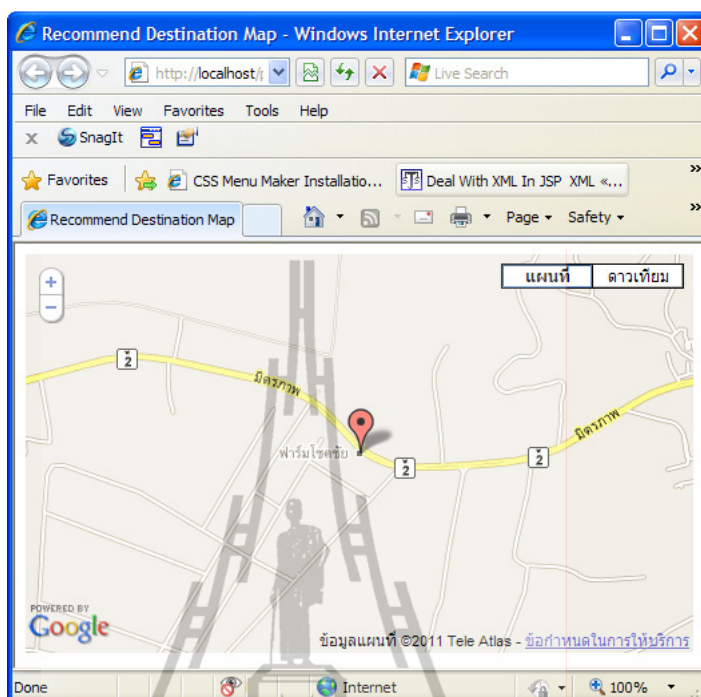 Recommend Destination Map - Windows Internet Explorer
http://localhost/
Live Search
File Edit View Favorites Tools Help
x SnagIt
Favorites CSS Menu Maker Installatio... Deal With XML In JSP XML «... »
Recommend Destination Map Page Safety »
+
แผนที่ ดาวเทียม
−
2
มิตรภาพ
มิตรภาพ
ฟาร์มโชคชัย
2
2
POWERED BY
Google
ข้อมูลแผนที่ ©2011 Tele Atlas - ข้อกำหนดในการให้บริการ
Done Internet 100%